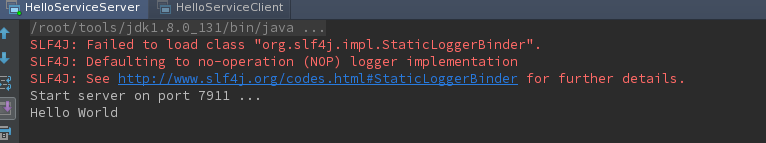 HelloServiceServer HelloServiceClient
/root/tools/jdk1.8.0_131/bin/java ...
SLF4J: Failed to load class "org.slf4j.impl.StaticLoggerBinder".
SLF4J: Defaulting to no-operation (NOP) logger implementation
SLF4J: See http://www.slf4j.org/codes.html#StaticLoggerBinder for further details.
Start server on port 7911 ...
Hello World